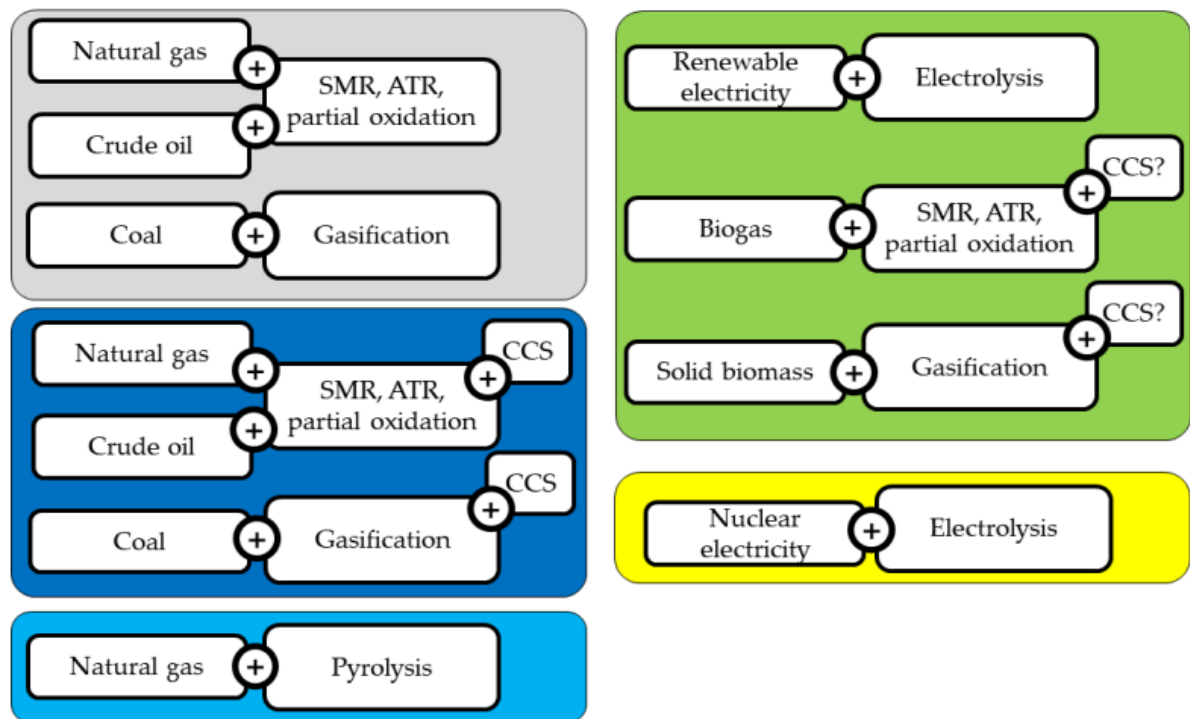 Natural gas
+
SMR, ATR,
partial oxidation
+
Crude oil
Coal
+
Gasification
Natural gas
+
SMR, ATR,
partial oxidation
+
CCS
+
Crude oil
Coal
+
Gasification
+
CCS
Natural gas
+
Pyrolysis
Renewable
electricity
+
Electrolysis
Biogas
+
SMR, ATR,
partial oxidation
+
CCS?
Solid biomass
+
Gasification
+
CCS?
Nuclear
electricity
+
Electrolysis